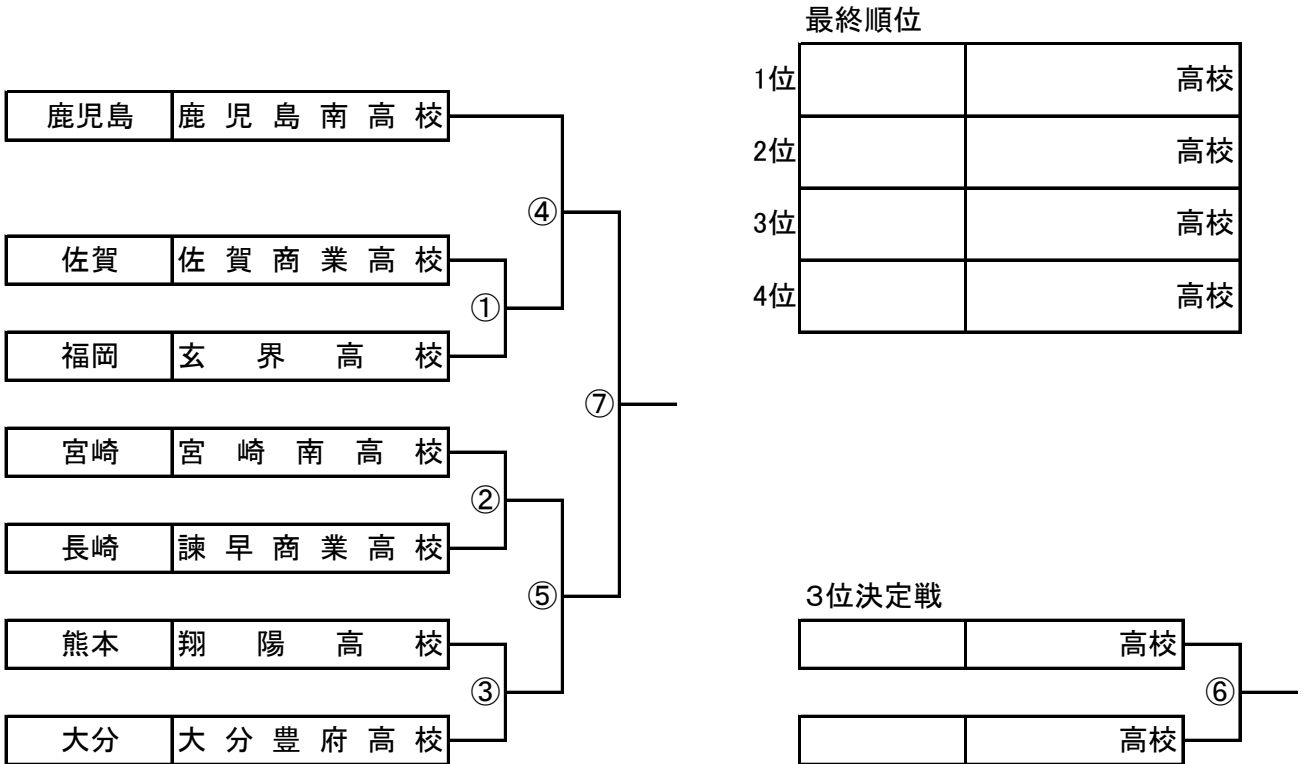 最終順位
1位 高校
2位 高校
3位 高校
4位 高校
鹿児島 鹿児島南高校
④
佐賀 佐賀商業高校
①
福岡 玄界高校
⑦
宮崎 宮崎南高校
②
長崎 諫早商業高校
⑤
熊本 翔陽高校
③
大分 大分豊府高校
3位決定戦
高校
⑥
高校